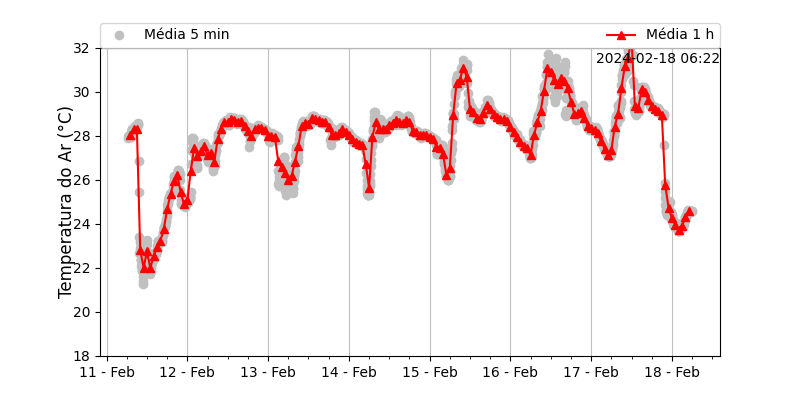 Média 5 min
Média 1 h
2024-02-18 06:22
Temperatura do Ar (°C)
32
30
28
26
24
22
20
18
11 - Feb
12 - Feb
13 - Feb
14 - Feb
15 - Feb
16 - Feb
17 - Feb
18 - Feb